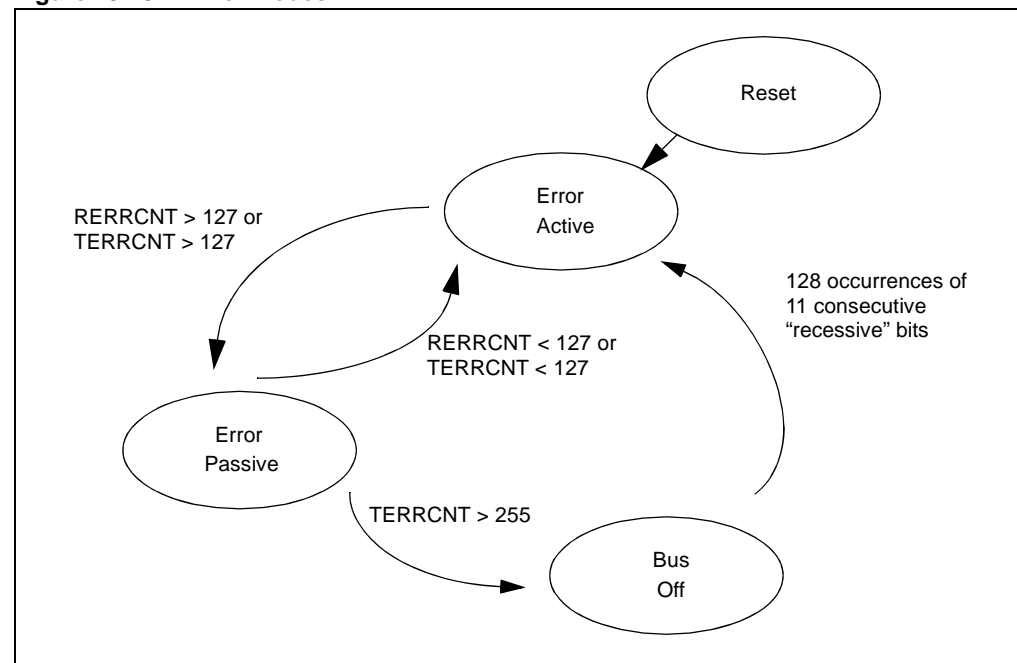 Reset
Error
Active
RERRCNT > 127 or
TERRCNT > 127
128 occurrences of
11 consecutive
“recessive” bits
RERRCNT < 127 or
TERRCNT < 127
Error
Passive
TERRCNT > 255
Bus
Off